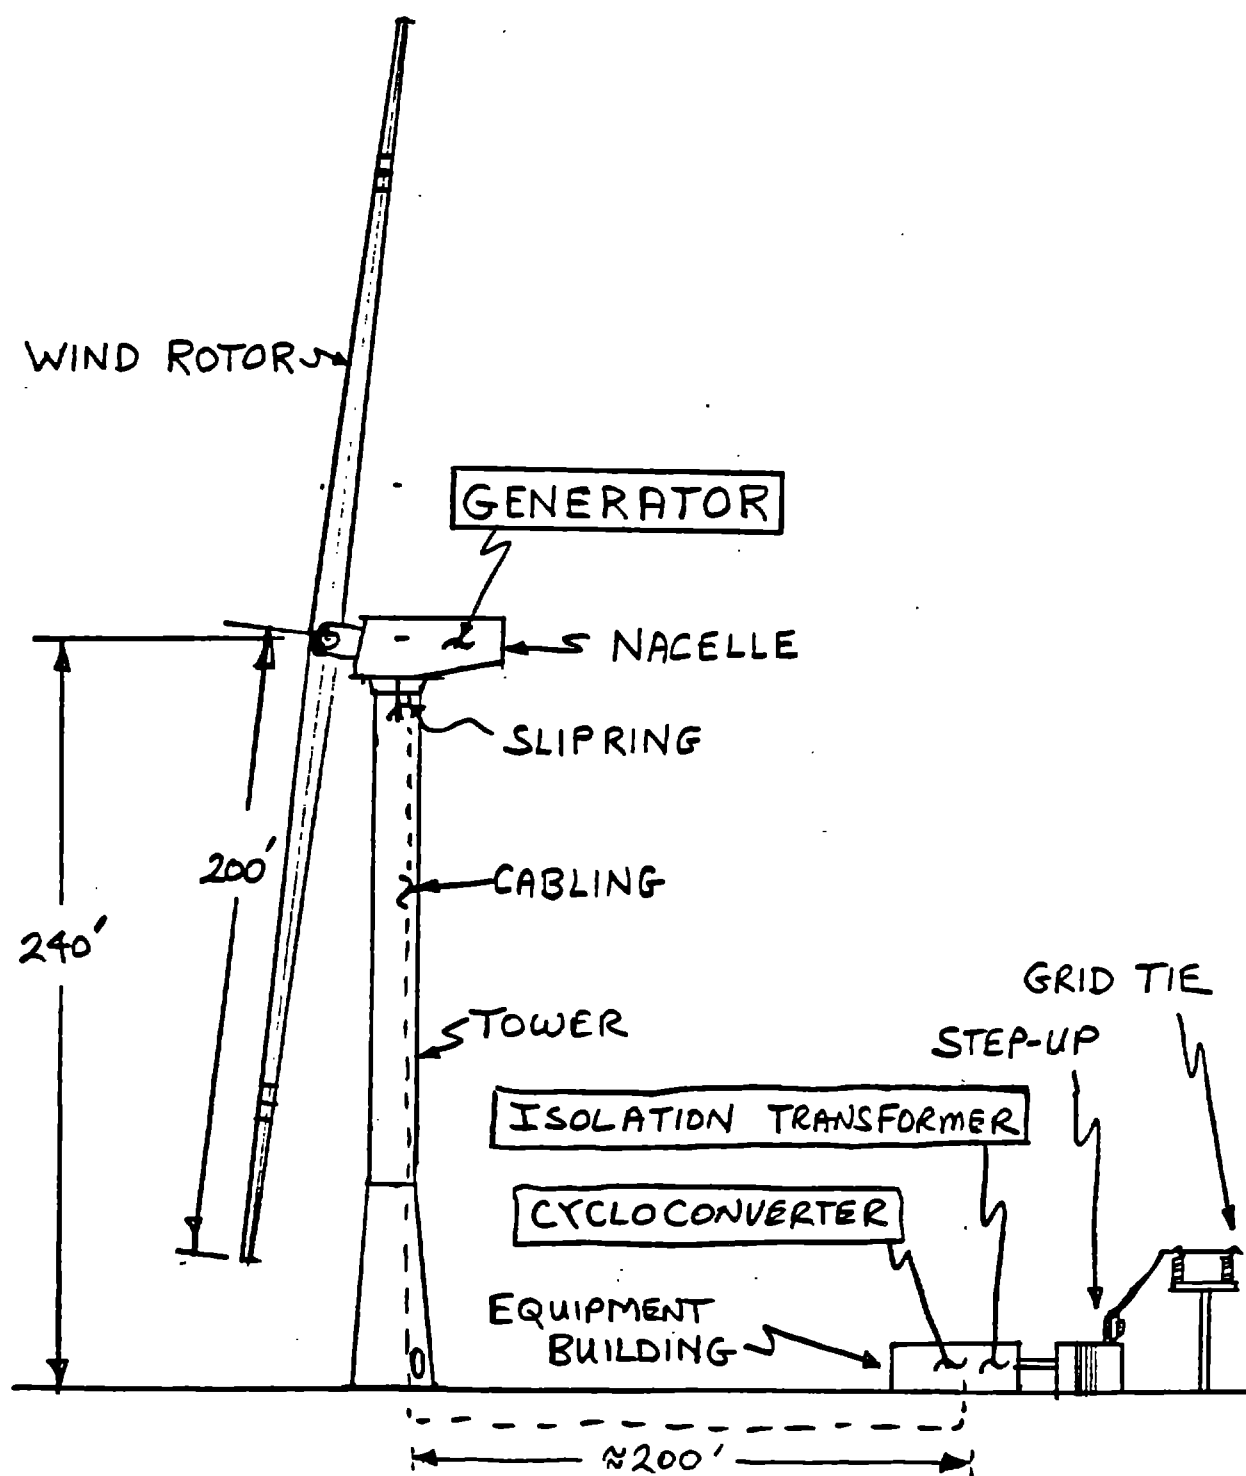 WIND ROTOR
GENERATOR
NACELLE
SLIPRING
200'
CABLING
240'
TOWER
GRID TIE
STEP-UP
ISOLATION TRANSFORMER
CYCLOCONVERTER
EQUIPMENT
BUILDING
≈200'